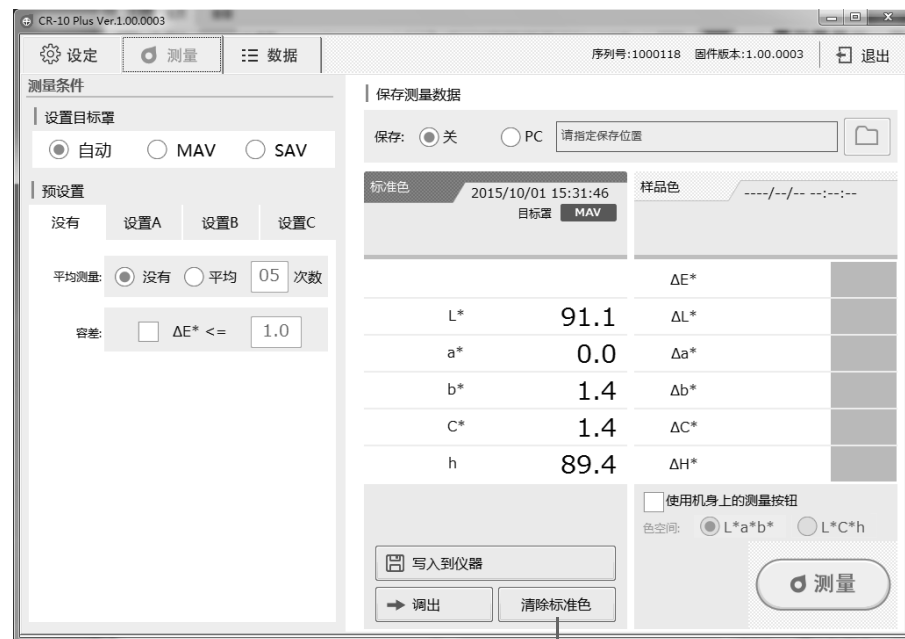 CR-10 Plus Ver.1.00.0003
设定 测量 数据 序列号:1000118 固件版本:1.00.0003 退出
测量条件
设置目标罩
自动 MAV SAV
预设置
没有 设置A 设置B 设置C
平均测量: 没有 平均 05 次数
容差: ΔE* <= 1.0
保存测量数据
保存: 关 PC 请指定保存位置
标准色 2015/10/01 15:31:46
目标罩 MAV
样品色 ----/--/-- --:--:--
ΔE*
L* 91.1 ΔL*
a* 0.0 Δa*
b* 1.4 Δb*
C* 1.4 ΔC*
h 89.4 ΔH*
使用机身上的测量按钮
色空间: L*a*b* L*C*h
写入到仪器
调出 清除标准色
测量